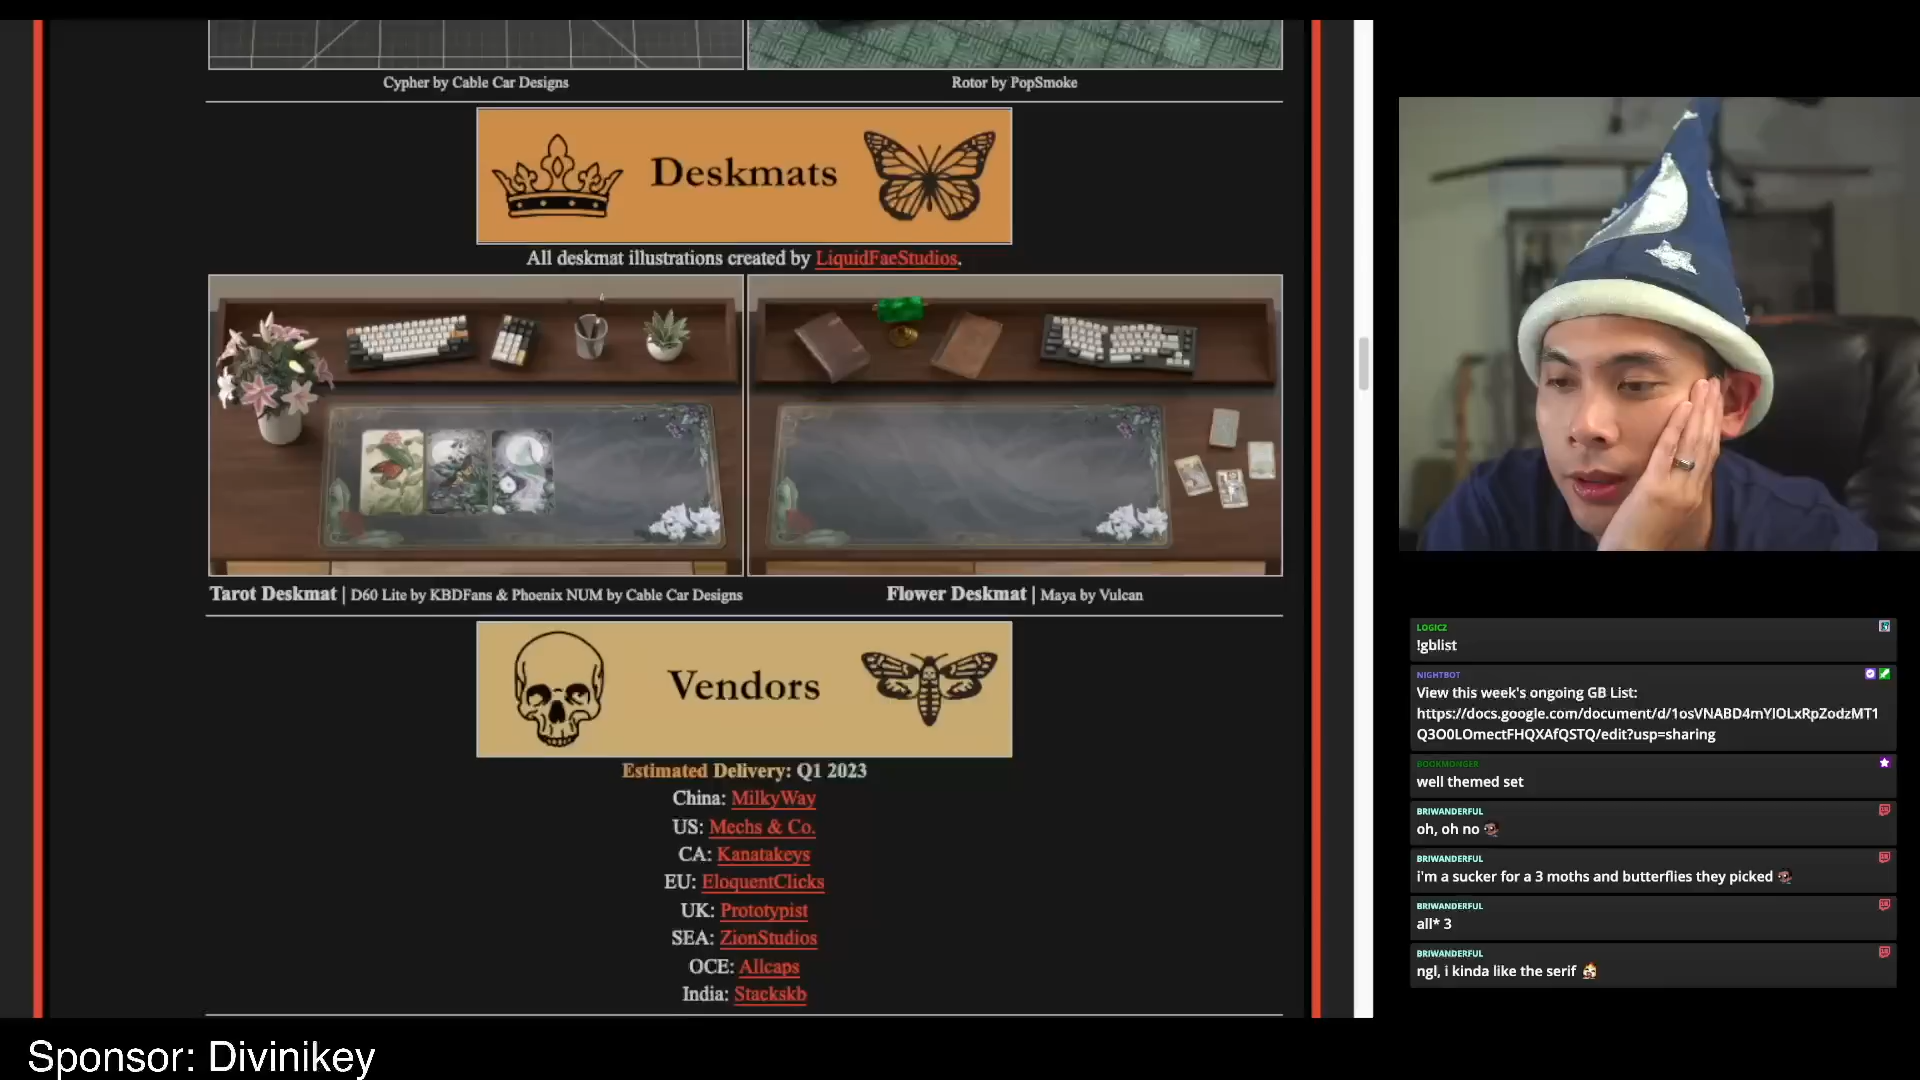 Cypher by Cable Car Designs
Rotor by PopSmoke
Deskmats
All deskmat illustrations created by LiquidFaeStudios.
Tarot Deskmat | D60 Lite by KBDFans & Phoenix NUM by Cable Car Designs
Flower Deskmat | Maya by Vulcan
Vendors
Estimated Delivery: Q1 2023
China: MilkyWay
US: Mechs & Co.
CA: Kanatakeys
EU: EloquentClicks
UK: Prototypist
SEA: ZionStudios
OCE: Allcaps
India: Stackskb
LOGICZ
!gblist
NIGHTBOT
View this week's ongoing GB List:
https://docs.google.com/document/d/1osVNABD4mYlOLxRpZodzMT1
Q3O0LOmectFHQXAfQSTQ/edit?usp=sharing
BOOKMONGER
well themed set
BRIWANDERFUL
oh, oh no
BRIWANDERFUL
i'm a sucker for a 3 moths and butterflies they picked
BRIWANDERFUL
all* 3
BRIWANDERFUL
ngl, i kinda like the serif
Sponsor: Divinikey